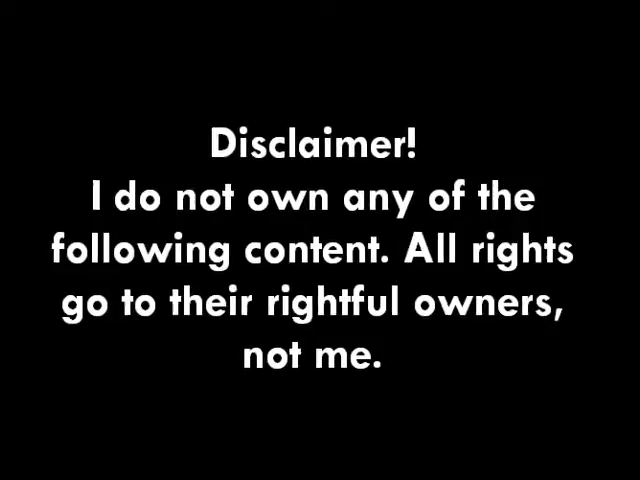 Disclaimer!
I do not own any of the
following content. All rights
go to their rightful owners,
not me.